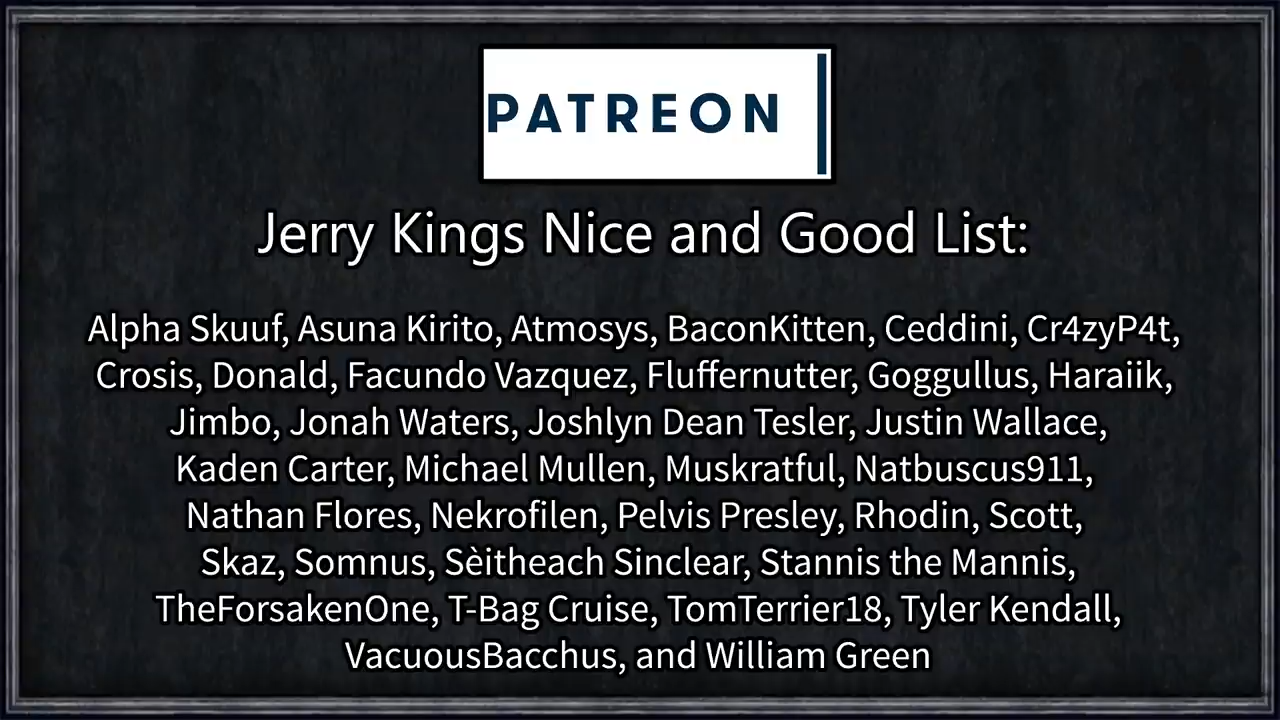 PATREON
Jerry Kings Nice and Good List:
Alpha Skuuf, Asuna Kirito, Atmosys, BaconKitten, Ceddini, Cr4zyP4t,
Crosis, Donald, Facundo Vazquez, Fluffernutter, Goggullus, Haraiik,
Jimbo, Jonah Waters, Joshlyn Dean Tesler, Justin Wallace,
Kaden Carter, Michael Mullen, Muskratful, Natbuscus911,
Nathan Flores, Nekrofilen, Pelvis Presley, Rhodin, Scott,
Skaz, Somnus, Sèitheach Sinclear, Stannis the Mannis,
TheForsakenOne, T-Bag Cruise, TomTerrier18, Tyler Kendall,
VacuousBacchus, and William Green